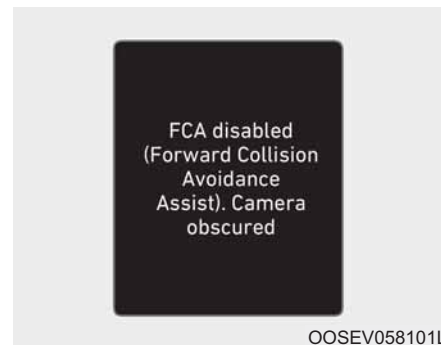 FCA disabled
(Forward Collision
Avoidance
Assist). Camera
obscured
OOSEV058101L